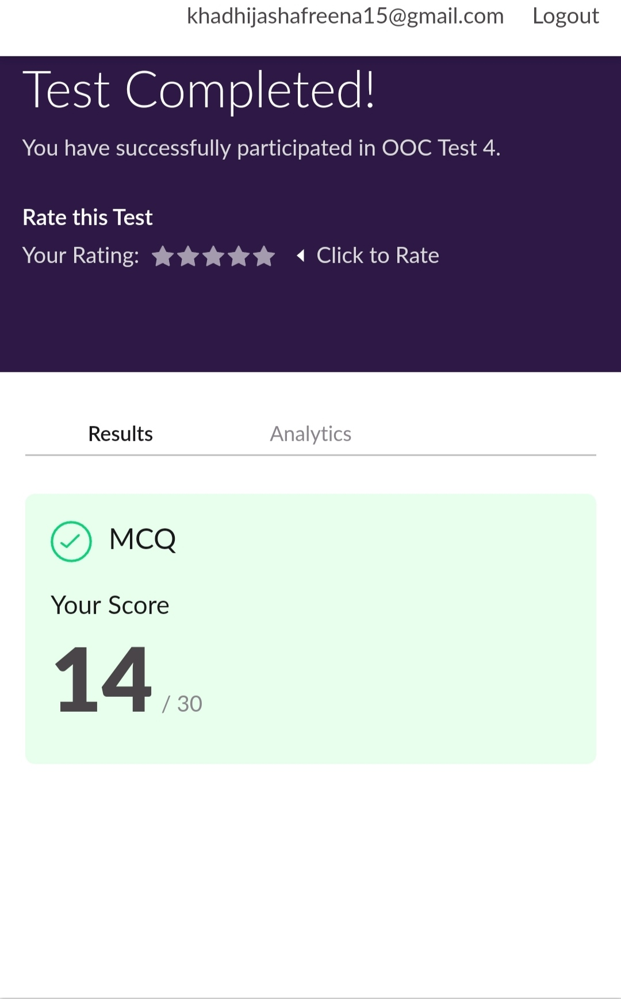 khadhijashafreena15@gmail.com Logout
Test Completed!
You have successfully participated in OOC Test 4.
Rate this Test
Your Rating: Click to Rate
Results Analytics
MCQ
Your Score
14 / 30